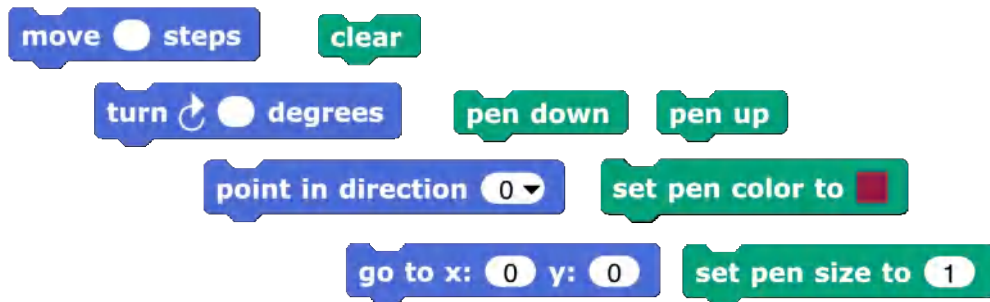 move steps clear
turn degrees pen down pen up
point in direction 0 set pen color to
go to x: 0 y: 0 set pen size to 1